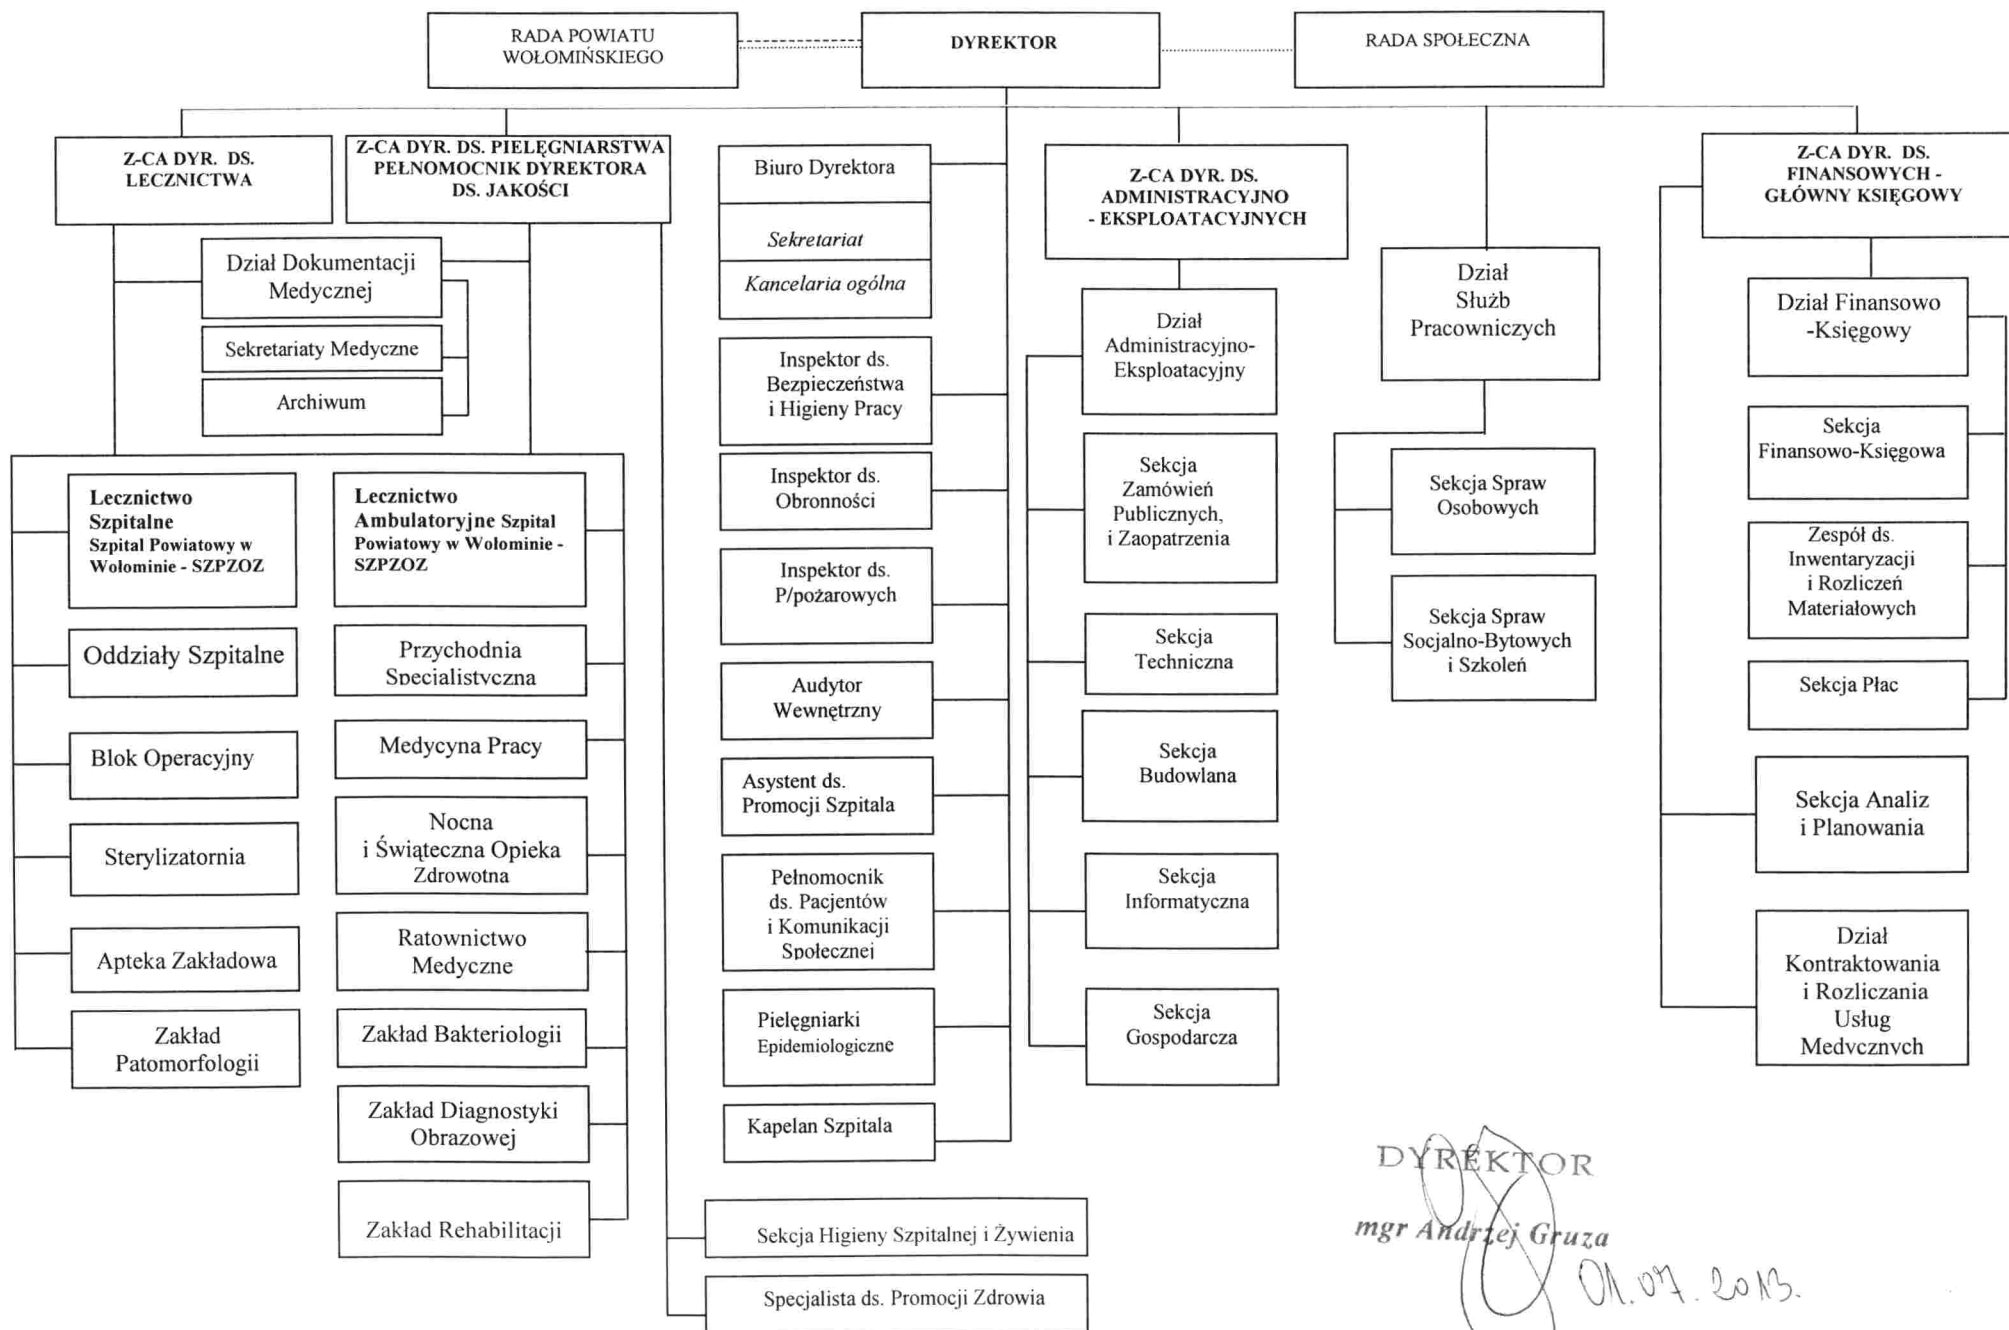 RADA POWIATU
WOŁOMIŃSKIEGO
DYREKTOR
RADA SPOŁECZNA
Z-CA DYR. DS.
LECZNICTWA
Z-CA DYR. DS. PIELĘGNIARSTWA
PEŁNOMOCNIK DYREKTORA
DS. JAKOŚCI
Dział Dokumentacji
Medycznej
Sekretariaty Medyczne
Archiwum
Lecznictwo
Szpitalne
Szpital Powiatowy w
Wołominie - SZPZOZ
Oddziały Szpitalne
Blok Operacyjny
Sterylizatornia
Apteka Zakładowa
Zakład
Patomorfologii
Lecznictwo
Ambulatoryjne Szpital
Powiatowy w Wołominie -
SZPZOZ
Przychodnia
Specjalistyczna
Medycyna Pracy
Nocna
i Świąteczna Opieka
Zdrowotna
Ratownictwo
Medyczne
Zakład Bakteriologii
Zakład Diagnostyki
Obrazowej
Zakład Rehabilitacji
Biuro Dyrektora
Sekretariat
Kancelaria ogólna
Inspektor ds.
Bezpieczeństwa
i Higieny Pracy
Inspektor ds.
Obronności
Inspektor ds.
P/pożarowych
Audytor
Wewnętrzny
Asystent ds.
Promocji Szpitala
Pełnomocnik
ds. Pacjentów
i Komunikacji
Społecznej
Pielęgniarki
Epidemiologiczne
Kapelan Szpitala
Sekcja Higieny Szpitalnej i Żywienia
Specjalista ds. Promocji Zdrowia
Z-CA DYR. DS.
ADMINISTRACYJNO
- EKSPLOATACYJNYCH
Dział
Administracyjno-
Eksploatacyjny
Sekcja
Zamówień
Publicznych,
i Zaopatrzenia
Sekcja
Techniczna
Sekcja
Budowlana
Sekcja
Informatyczna
Sekcja
Gospodarcza
Dział
Służb
Pracowniczych
Sekcja Spraw
Osobowych
Sekcja Spraw
Socjalno-Bytowych
i Szkoleń
Z-CA DYR. DS.
FINANSOWYCH -
GŁÓWNY KSIĘGOWY
Dział Finansowo
-Księgowy
Sekcja
Finansowo-Księgowa
Zespół ds.
Inwentaryzacji
i Rozliczeń
Materiałowych
Sekcja Płac
Sekcja Analiz
i Planowania
Dział
Kontraktowania
i Rozliczania
Usług
Medycznych
DYREKTOR
mgr Andrzej Gruza
01.07.2013.